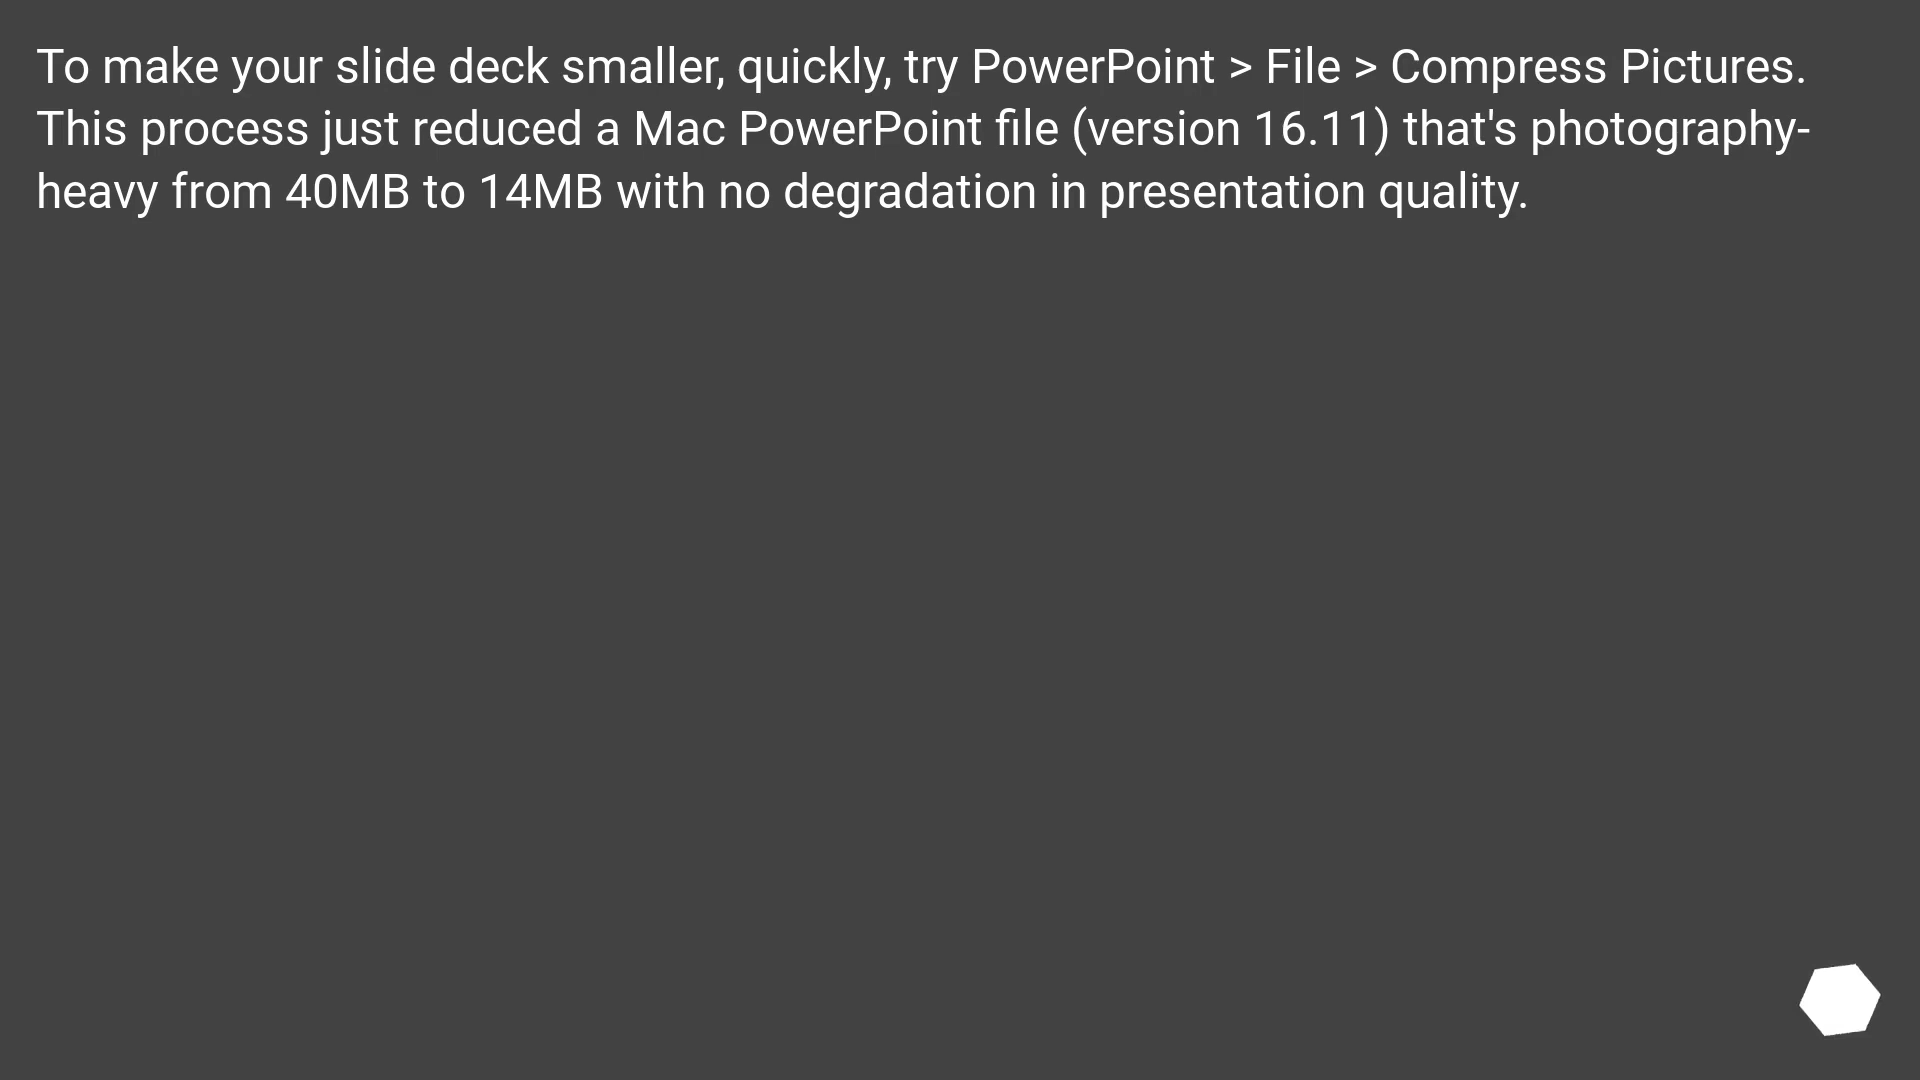 To make your slide deck smaller, quickly, try PowerPoint > File > Compress Pictures.
This process just reduced a Mac PowerPoint file (version 16.11) that's photography-
heavy from 40MB to 14MB with no degradation in presentation quality.